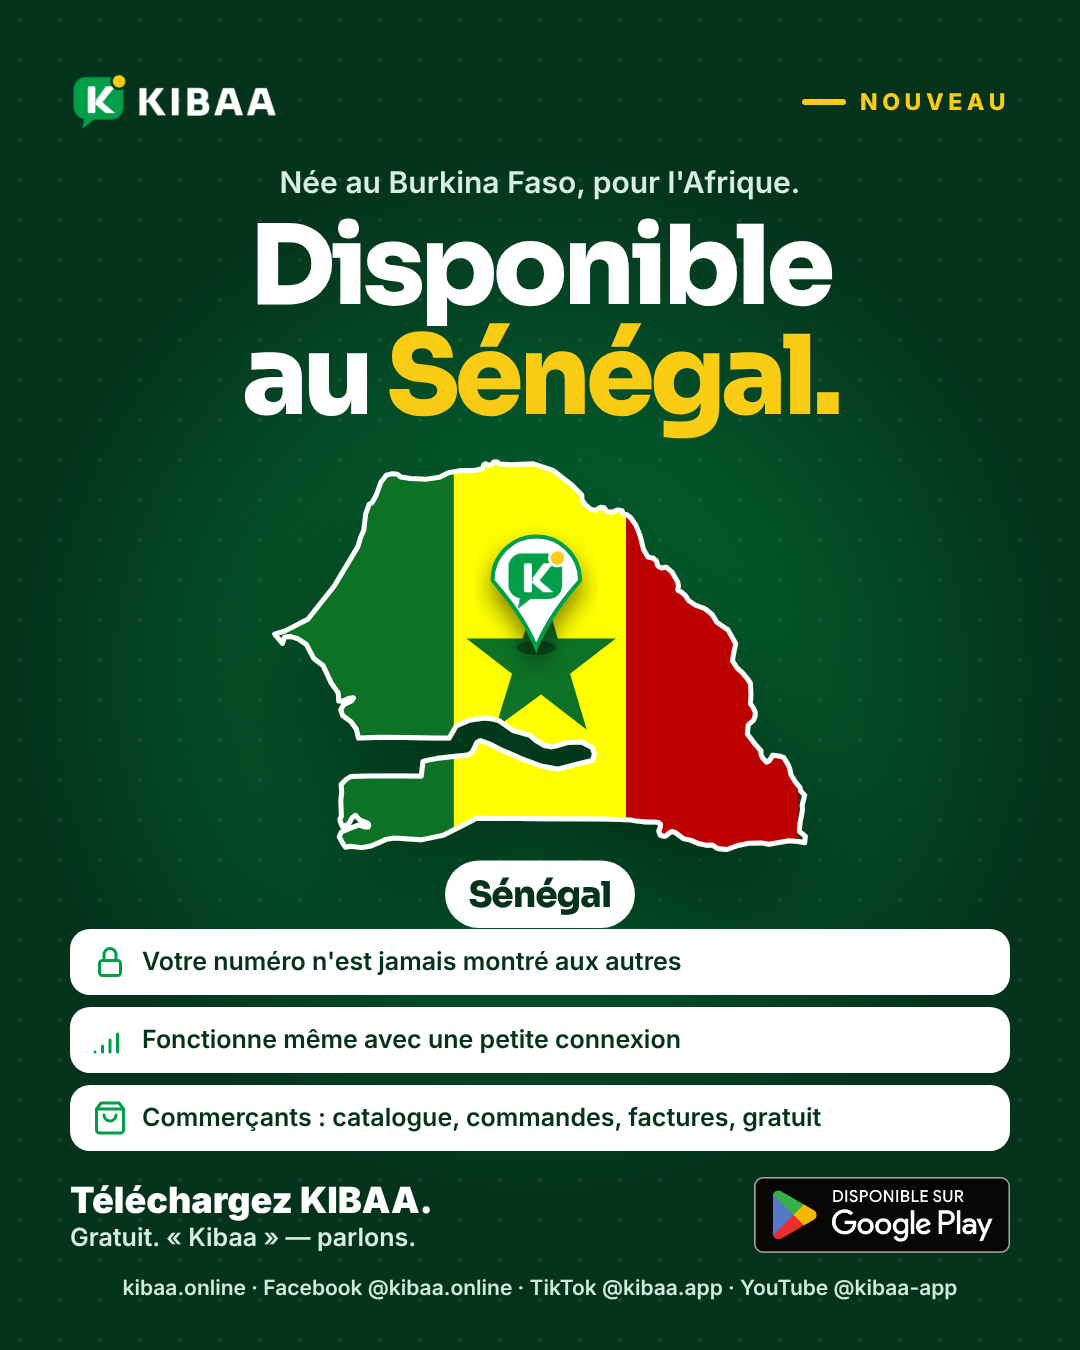 KIBAA
NOUVEAU
Née au Burkina Faso, pour l'Afrique.
Disponible
au Sénégal.
Sénégal
Votre numéro n'est jamais montré aux autres
Fonctionne même avec une petite connexion
Commerçants : catalogue, commandes, factures, gratuit
Téléchargez KIBAA.
Gratuit. « Kibaa » — parlons.
DISPONIBLE SUR
Google Play
kibaa.online · Facebook @kibaa.online · TikTok @kibaa.app · YouTube @kibaa-app